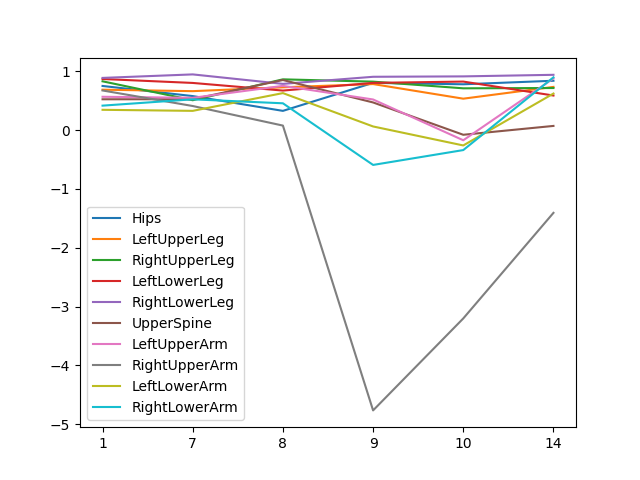 1
0
−1
−2
−3
−4
−5
Hips
LeftUpperLeg
RightUpperLeg
LeftLowerLeg
RightLowerLeg
UpperSpine
LeftUpperArm
RightUpperArm
LeftLowerArm
RightLowerArm
1 7 8 9 10 14